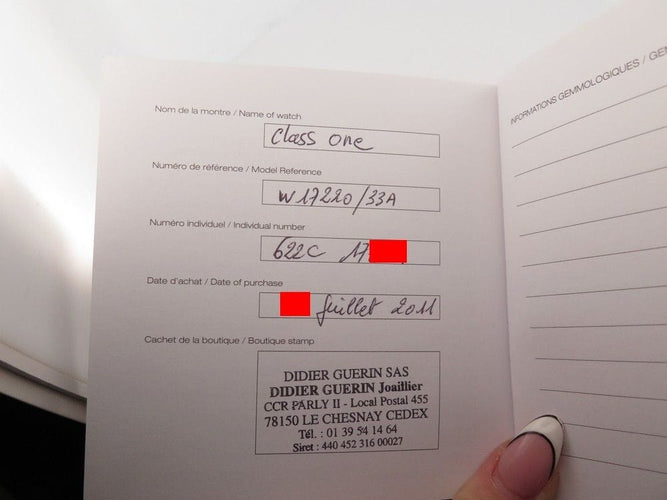 Nom de la montre / Name of watch
Class one
Numéro de référence / Model Reference
W17220/33A
Numéro individuel / Individual number
622C 17
Date d'achat / Date of purchase
Juillet 2011
Cachet de la boutique / Boutique stamp
DIDIER GUERIN SAS
DIDIER GUERIN Joaillier
CCR PARLY II - Local Postal 455
78150 LE CHESNAY CEDEX
Tél. : 01 39 54 14 64
Siret : 440 452 316 00027
INFORMATIONS GEMMOLOGIQUES / GE